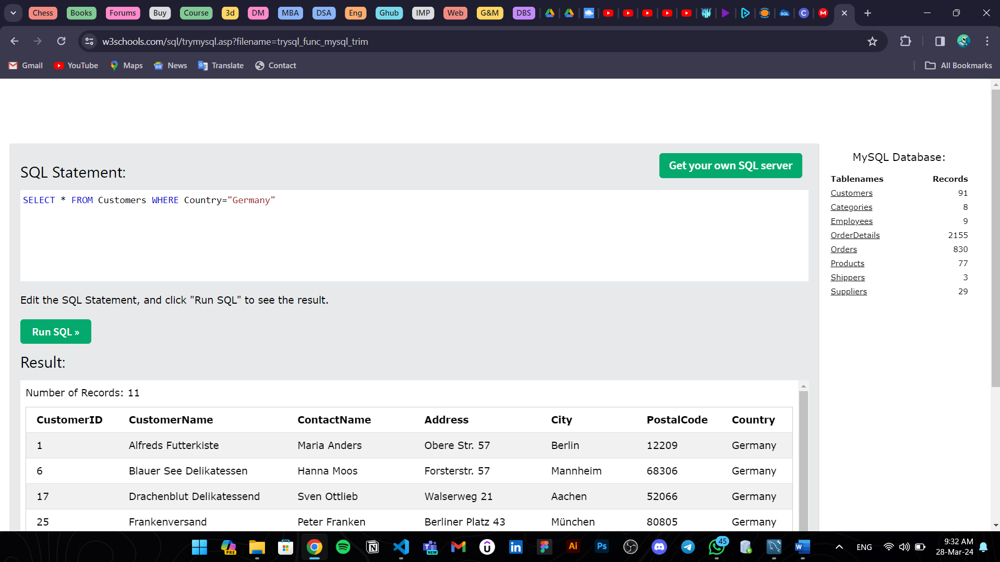 Chess Books Forums Buy Course 3d DM MBA DSA Eng Ghub IMP Web G&M DBS
w3schools.com/sql/trymysql.asp?filename=trysql_func_mysql_trim
Gmail YouTube Maps News Translate Contact All Bookmarks
Get your own SQL server
SQL Statement:
SELECT * FROM Customers WHERE Country="Germany"
Edit the SQL Statement, and click "Run SQL" to see the result.
Run SQL »
Result:
Number of Records: 11
CustomerID CustomerName ContactName Address City PostalCode Country
1 Alfreds Futterkiste Maria Anders Obere Str. 57 Berlin 12209 Germany
6 Blauer See Delikatessen Hanna Moos Forsterstr. 57 Mannheim 68306 Germany
17 Drachenblut Delikatessend Sven Ottlieb Walserweg 21 Aachen 52066 Germany
25 Frankenversand Peter Franken Berliner Platz 43 München 80805 Germany
MySQL Database:
Tablenames Records
Customers 91
Categories 8
Employees 9
OrderDetails 2155
Orders 830
Products 77
Shippers 3
Suppliers 29
PRE NEW in Ai Ps 45 W ENG
9:32 AM
28-Mar-24